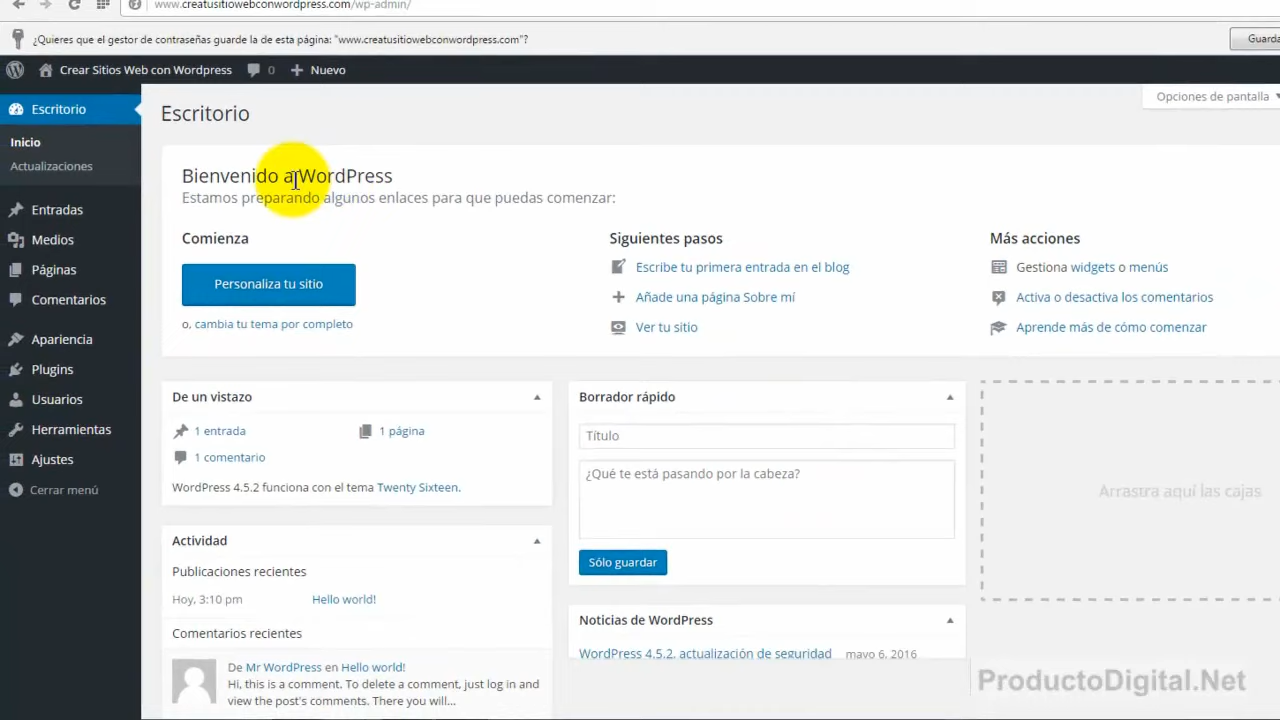 www.creatusitiowebconwordpress.com/wp-admin/
¿Quieres que el gestor de contraseñas guarde la de esta página: "www.creatusitiowebconwordpress.com"?
Guarda
Crear Sitios Web con Wordpress
0
Nuevo
Escritorio
Inicio
Actualizaciones
Entradas
Medios
Páginas
Comentarios
Apariencia
Plugins
Usuarios
Herramientas
Ajustes
Cerrar menú
Opciones de pantalla
Escritorio
Bienvenido a WordPress
Estamos preparando algunos enlaces para que puedas comenzar:
Comienza
Personaliza tu sitio
o, cambia tu tema por completo
Siguientes pasos
Escribe tu primera entrada en el blog
Añade una página Sobre mí
Ver tu sitio
Más acciones
Gestiona widgets o menús
Activa o desactiva los comentarios
Aprende más de cómo comenzar
De un vistazo
1 entrada
1 página
1 comentario
WordPress 4.5.2 funciona con el tema Twenty Sixteen.
Actividad
Publicaciones recientes
Hoy, 3:10 pm
Hello world!
Comentarios recientes
De Mr WordPress en Hello world!
Hi, this is a comment. To delete a comment, just log in and
view the post's comments. There you will...
Borrador rápido
Título
¿Qué te está pasando por la cabeza?
Sólo guardar
Noticias de WordPress
WordPress 4.5.2, actualización de seguridad
mayo 6, 2016
Arrastra aquí las cajas
ProductoDigital.Net